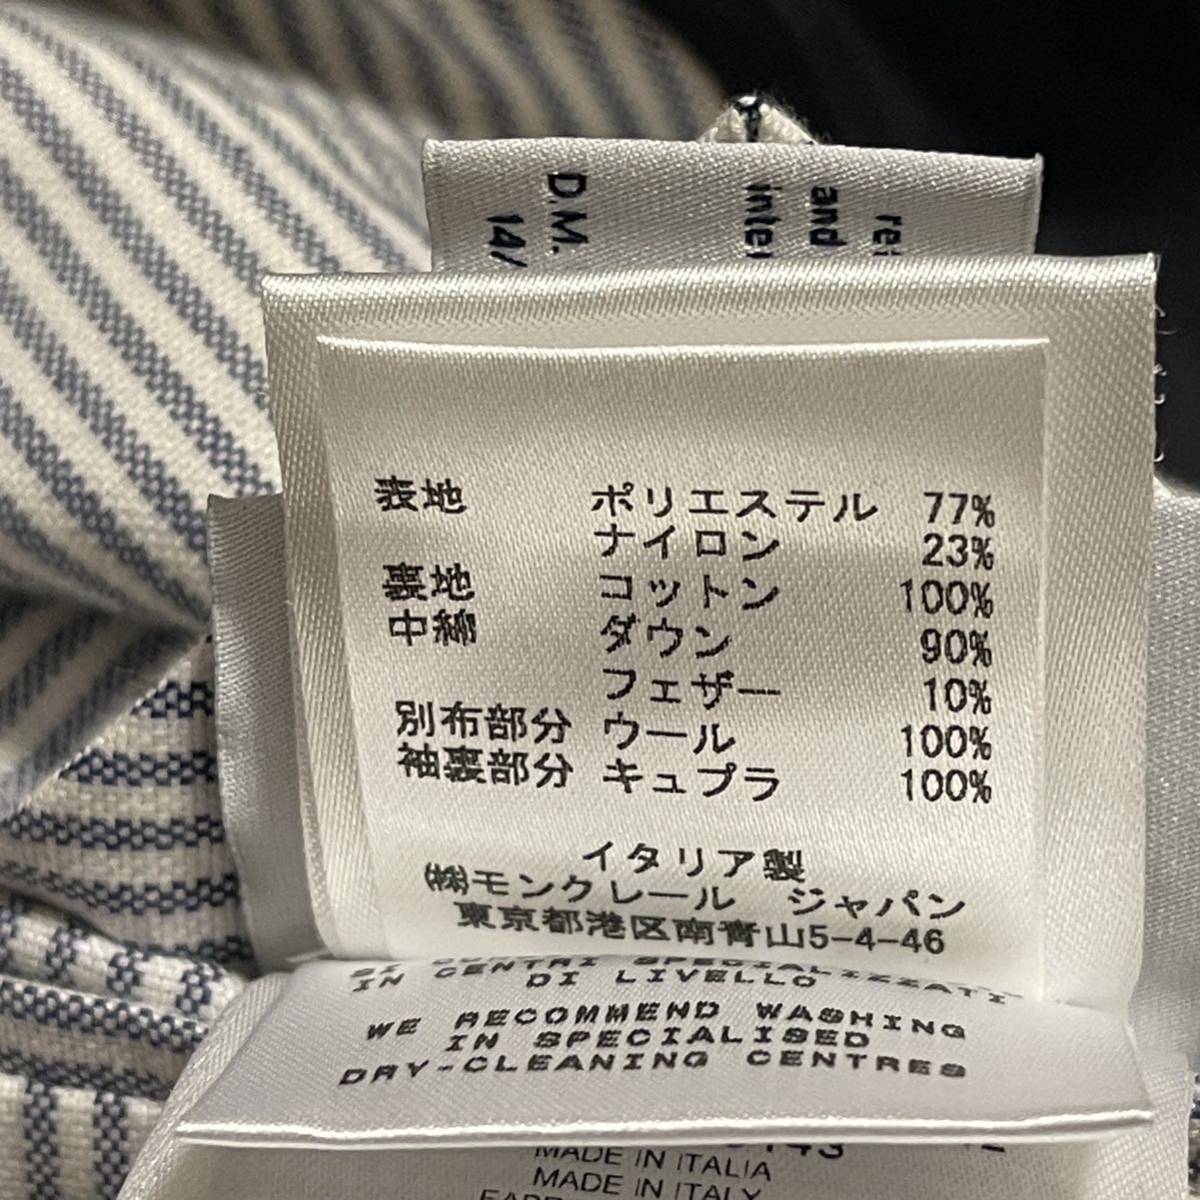 D.M.
14/
and
表地 ポリエステル 77%
ナイロン 23%
裏地 コットン 100%
中綿 ダウン 90%
フェザー 10%
別布部分 ウール 100%
袖裏部分 キュプラ 100%
イタリア製
㈱モンクレール ジャパン
東京都港区南青山5-4-46
IN CENTRI SPECIALIZZATI
DI LIVELLO
WE RECOMMEND WASHING
IN SPECIALISED
DRY-CLEANING CENTRES
MADE IN ITALIA
MADE IN ITALY